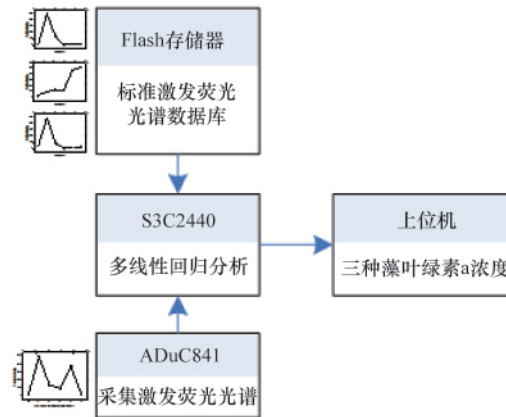 Flash存储器
标准激发荧光
光谱数据库
S3C2440
多线性回归分析
上位机
三种藻叶绿素a浓度
ADuC841
采集激发荧光光谱